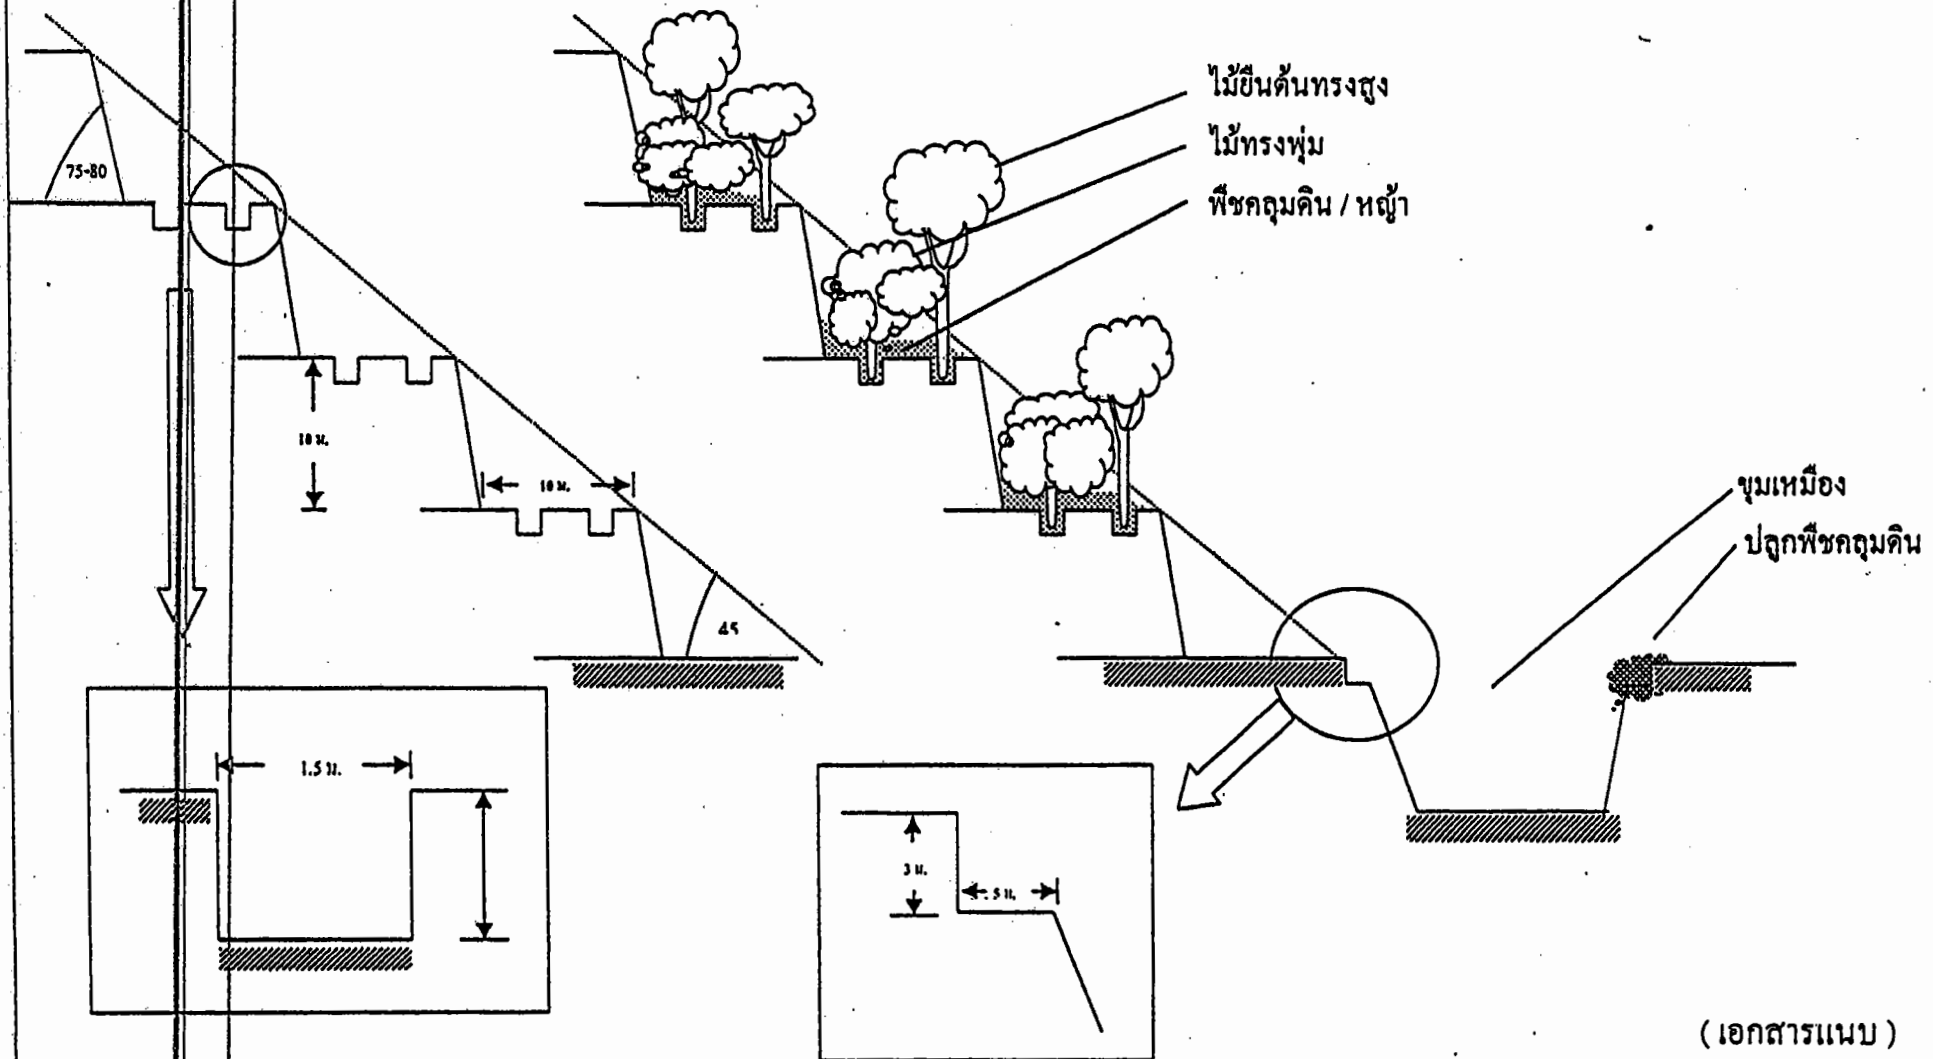 ไม้ยืนต้นทรงสูง
ไม้ทรงพุ่ม
พืชคลุมดิน / หญ้า
75-80
10 ม.
10 ม.
45
ขุมเหมือง
ปลูกพืชคลุมดิน
1.5 ม.
3 ม.
5 ม.
( เอกสารแนบ )